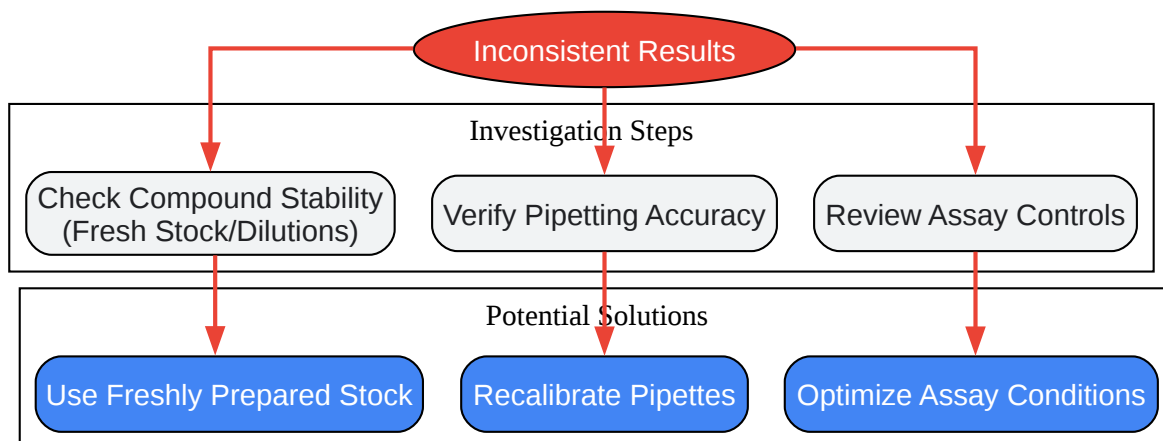 Inconsistent Results
Investigation Steps
Check Compound Stability
(Fresh Stock/Dilutions)
Verify Pipetting Accuracy
Review Assay Controls
Potential Solutions
Use Freshly Prepared Stock
Recalibrate Pipettes
Optimize Assay Conditions